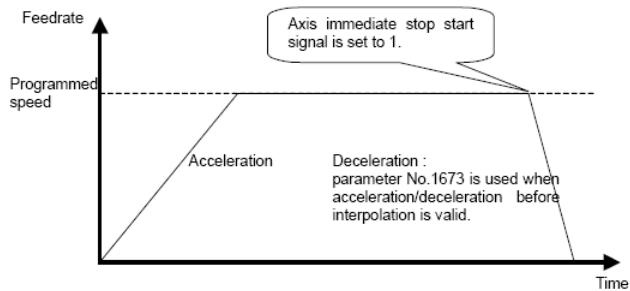 Feedrate
Axis immediate stop start
signal is set to 1.
Programmed
speed
Acceleration
Deceleration :
parameter No.1673 is used when
acceleration/deceleration before
interpolation is valid.
Time